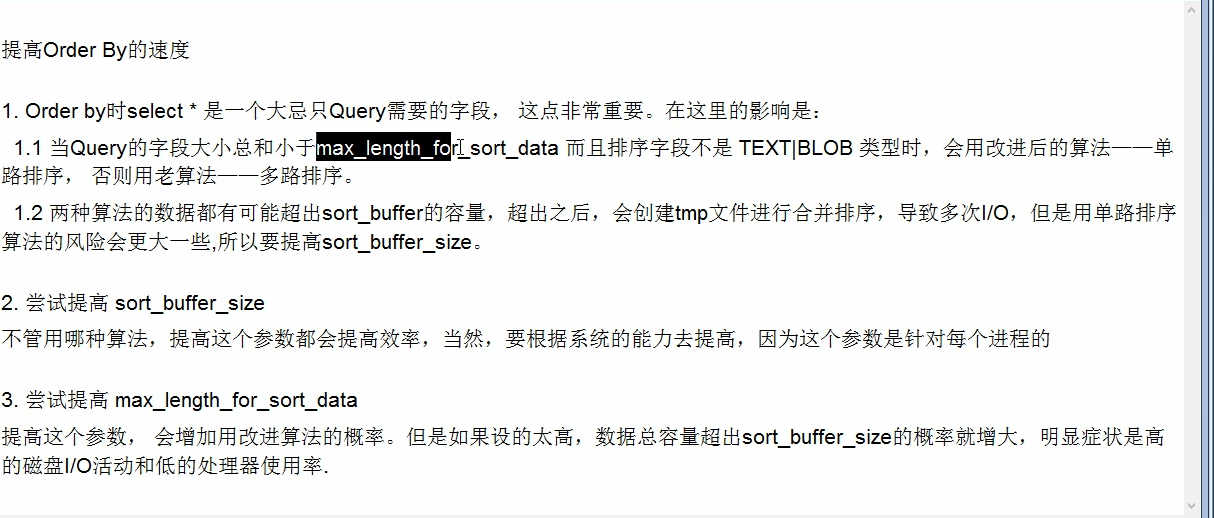 提高Order By的速度
1. Order by时select * 是一个大忌只Query需要的字段， 这点非常重要。在这里的影响是：
1.1 当Query的字段大小总和小于max_length_for_sort_data 而且排序字段不是 TEXT|BLOB 类型时，会用改进后的算法——单
路排序， 否则用老算法——多路排序。
1.2 两种算法的数据都有可能超出sort_buffer的容量，超出之后，会创建tmp文件进行合并排序，导致多次I/O，但是用单路排序
算法的风险会更大一些,所以要提高sort_buffer_size。
2. 尝试提高 sort_buffer_size
不管用哪种算法，提高这个参数都会提高效率，当然，要根据系统的能力去提高，因为这个参数是针对每个进程的
3. 尝试提高 max_length_for_sort_data
提高这个参数， 会增加用改进算法的概率。但是如果设的太高，数据总容量超出sort_buffer_size的概率就增大，明显症状是高
的磁盘I/O活动和低的处理器使用率.